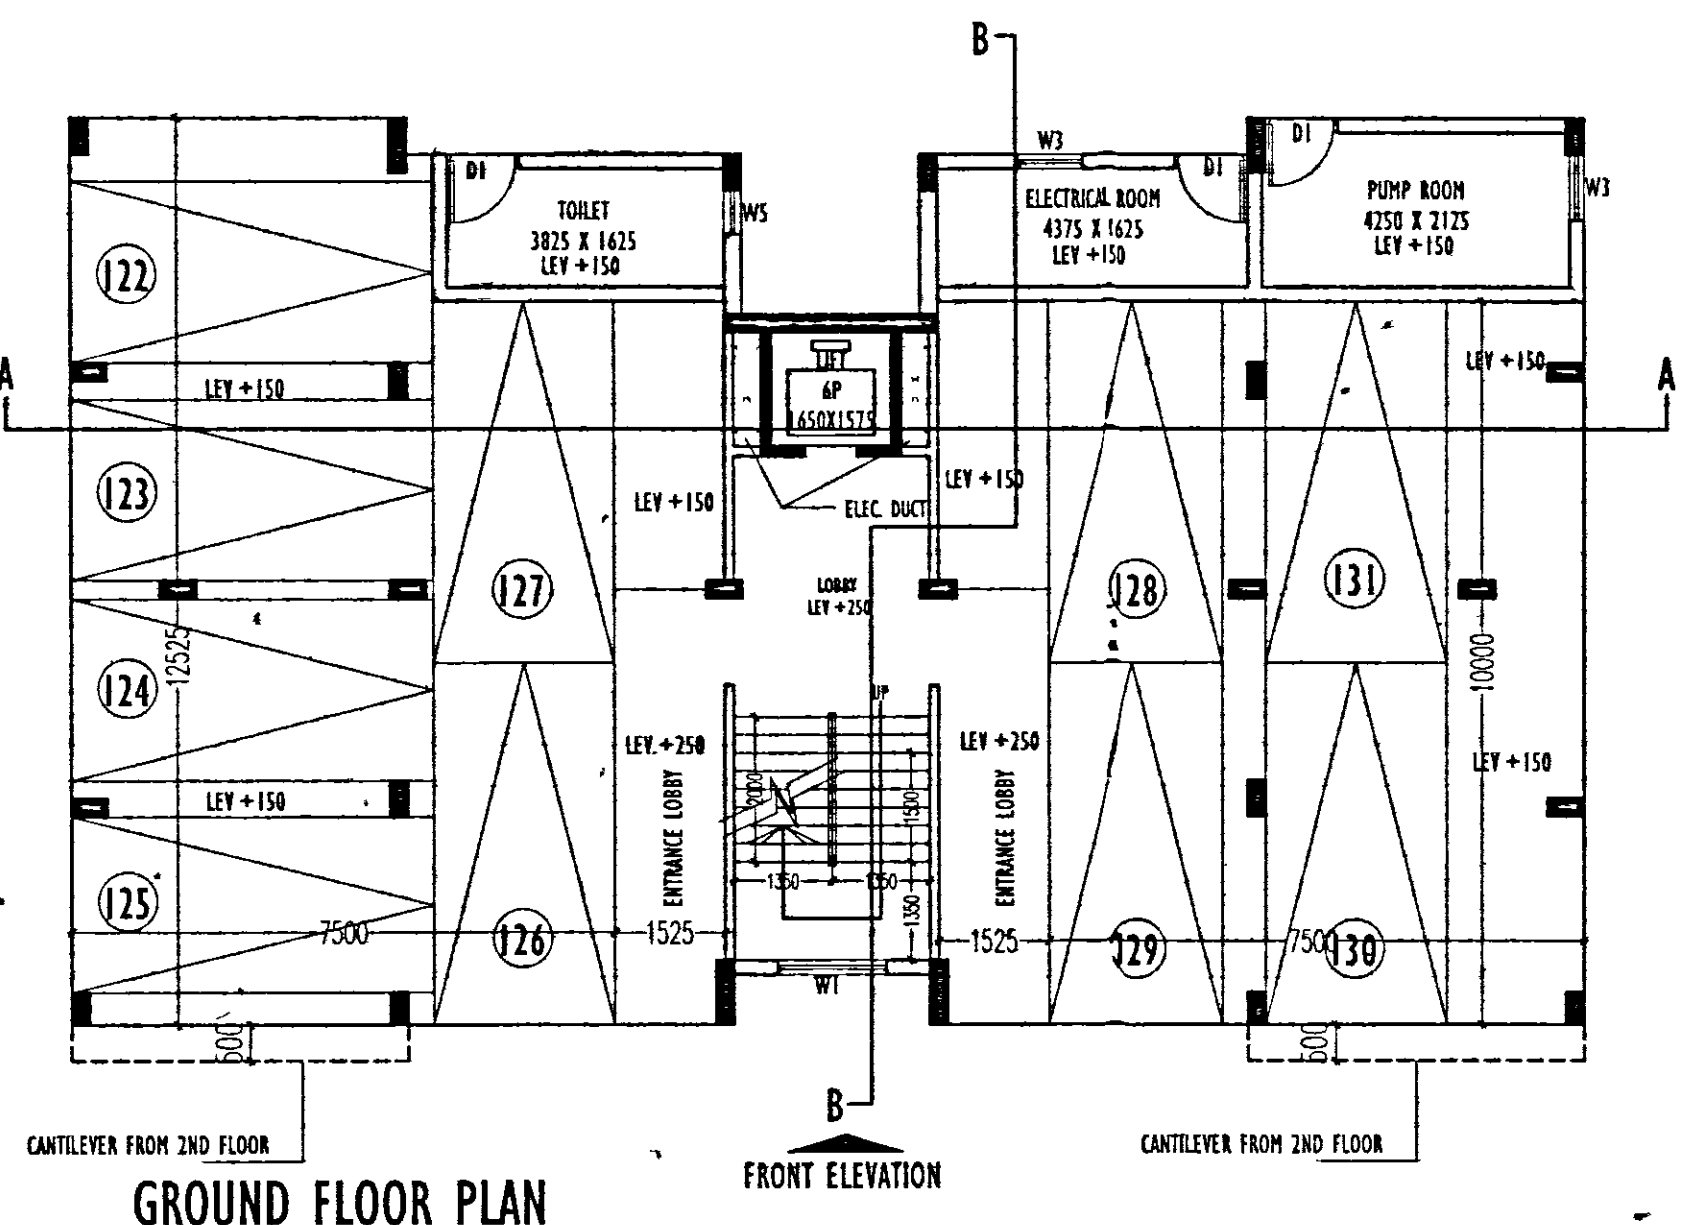 B
W3
D1
D1
D1
ELECTRICAL ROOM
4375 X 1625
LEV +150
PUMP ROOM
4250 X 2125
LEV +150
W3
TOILET
3825 X 1625
LEV +150
W5
122
A
LEV +150
LIFT
6P
1650X1575
LEV +150
A
123
LEV +150
LEV +150
ELEC. DUCT
127
LOBBY
LEV +250
128
131
12525
124
10000
UP
LEV. +250
LEV +250
LEV +150
LEV +150
2000
1500
ENTRANCE LOBBY
ENTRANCE LOBBY
1350
1350
1350
125
7500
126
1525
1525
129
7500
130
W1
500
500
B
CANTILEVER FROM 2ND FLOOR
CANTILEVER FROM 2ND FLOOR
FRONT ELEVATION
GROUND FLOOR PLAN